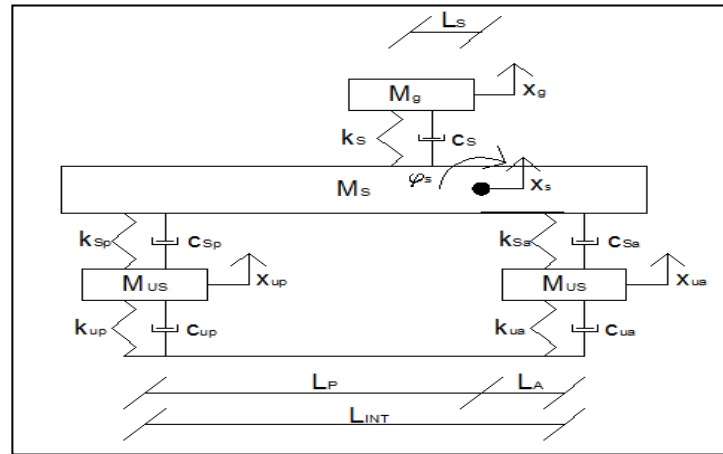 LS
Mg
xg
kS
cS
φs
MS
xs
kSp
cSp
kSa
cSa
MUS
xup
MUS
xua
kup
cup
kua
cua
LP
LA
LINT